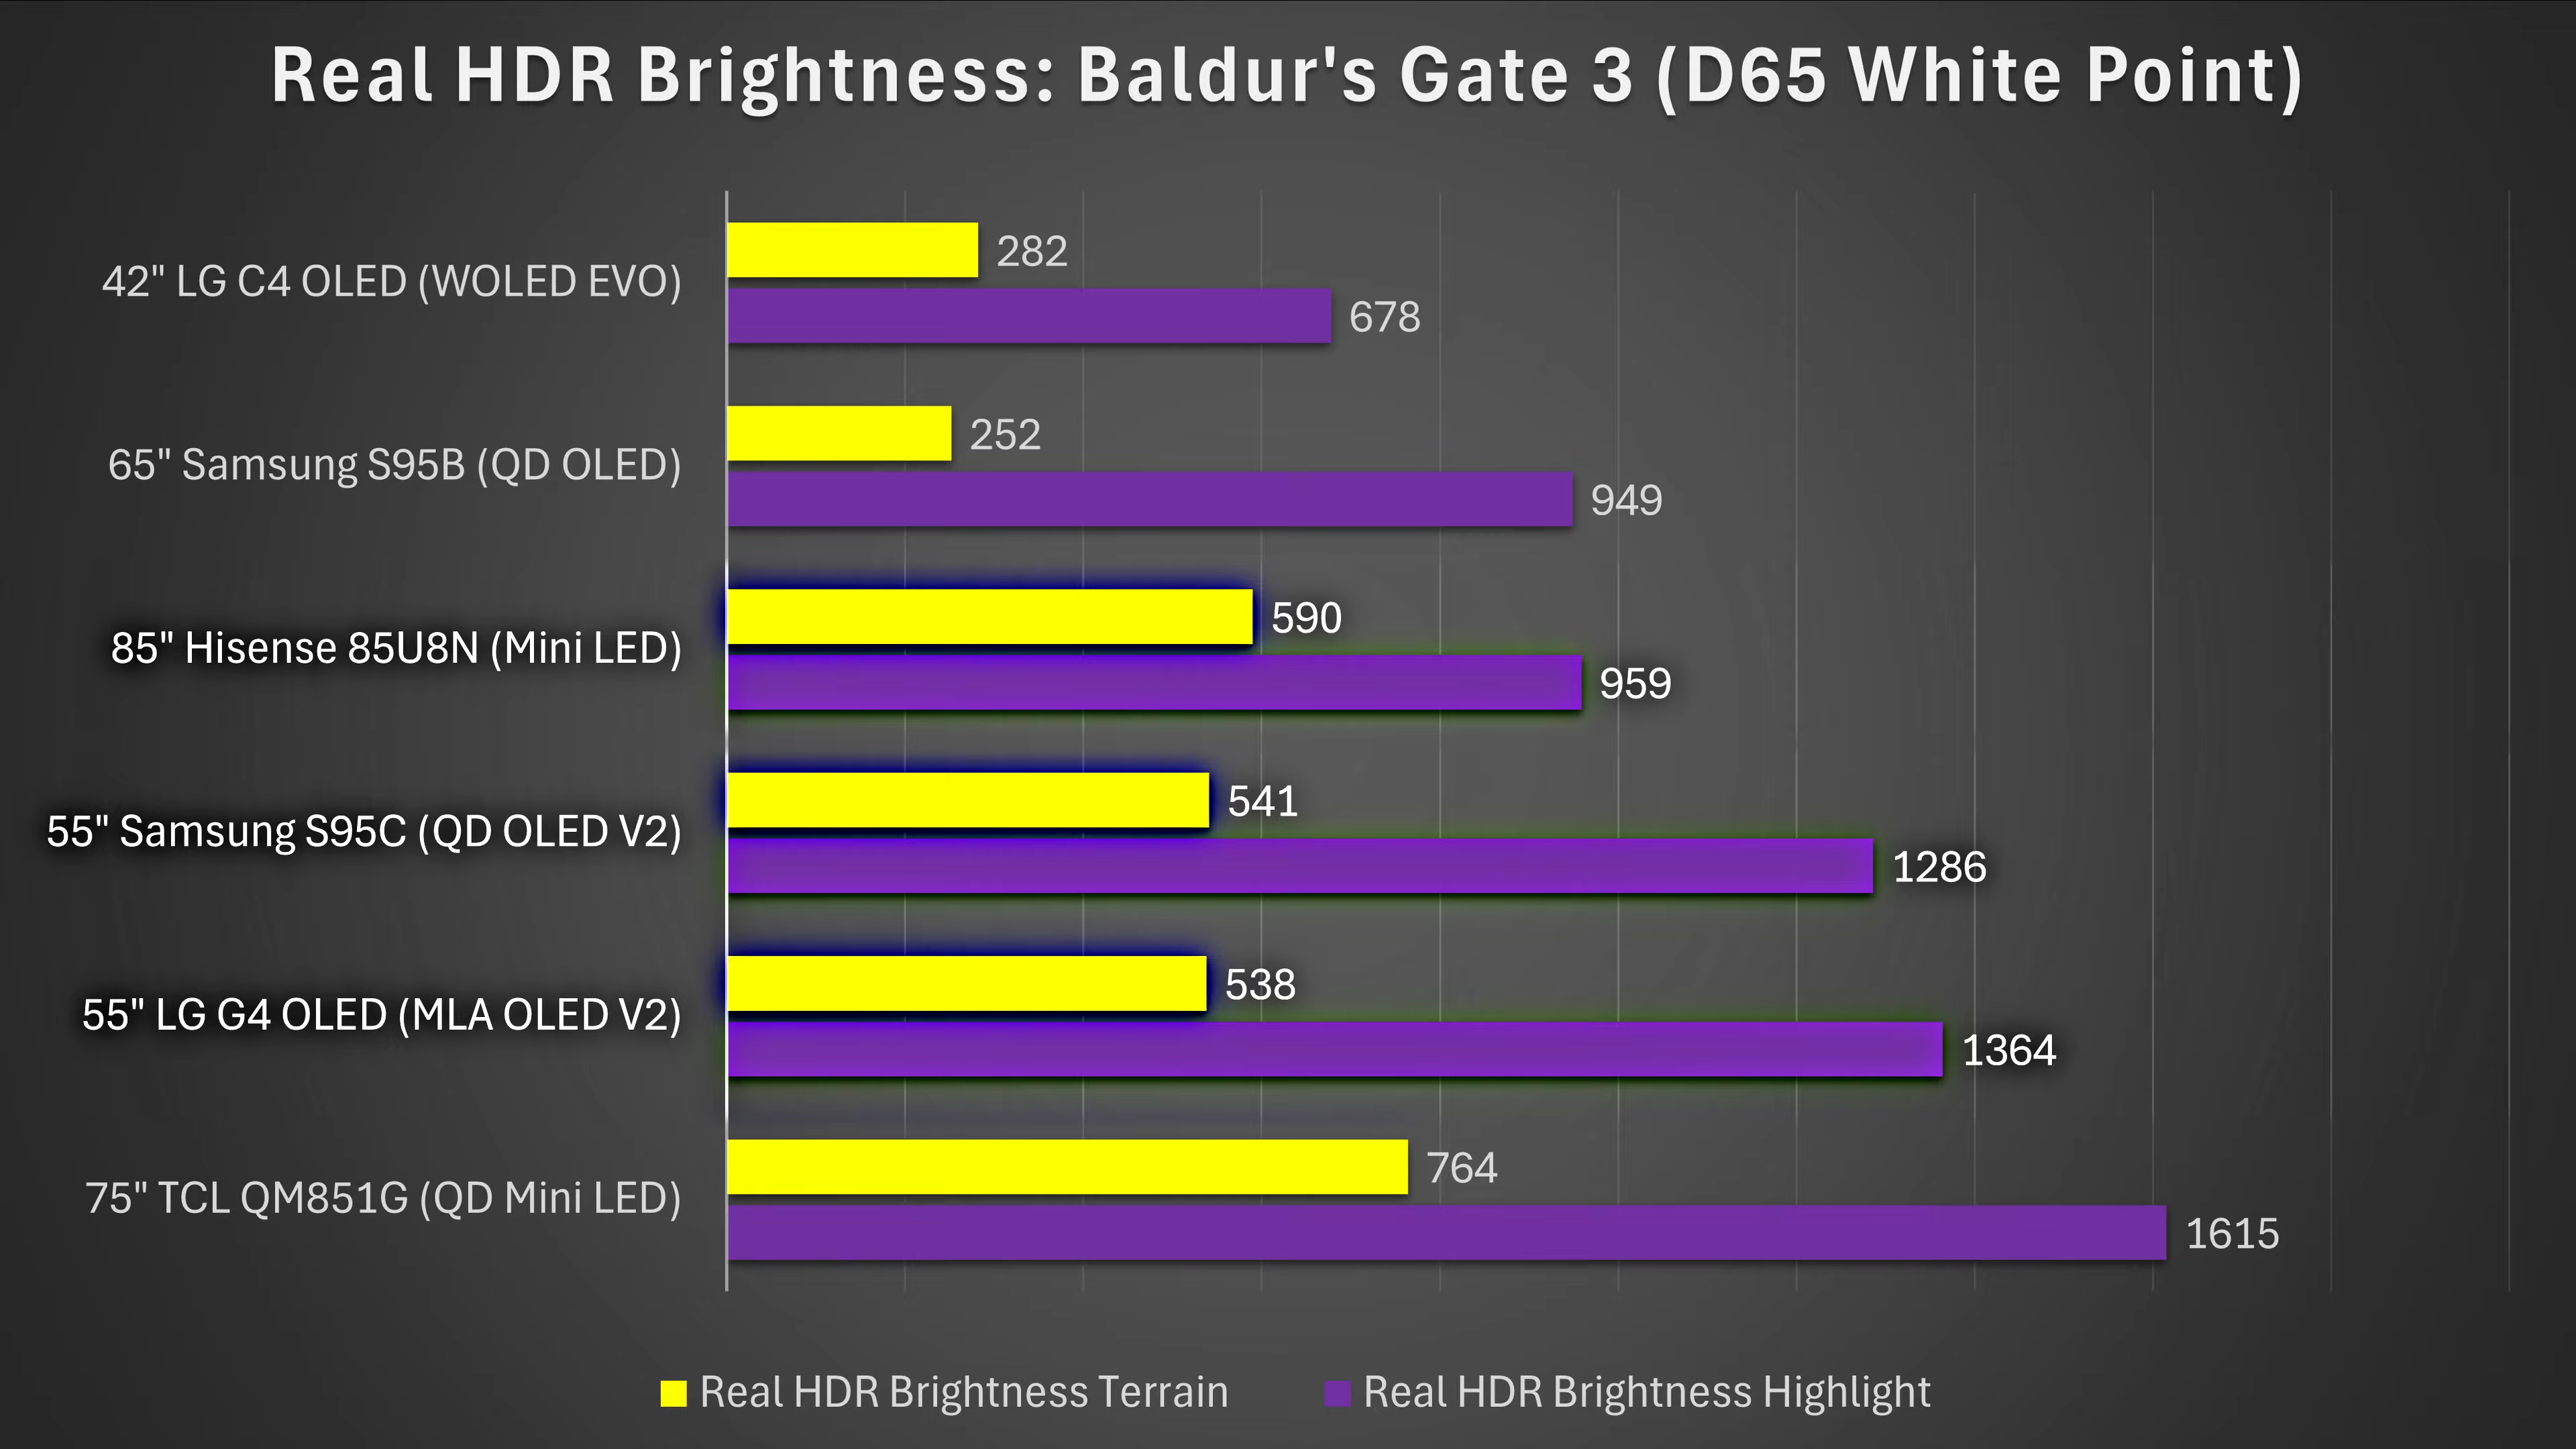 Real HDR Brightness: Baldur's Gate 3 (D65 White Point)
42" LG C4 OLED (WOLED EVO)
282
678
65" Samsung S95B (QD OLED)
252
949
85" Hisense 85U8N (Mini LED)
590
959
55" Samsung S95C (QD OLED V2)
541
1286
55" LG G4 OLED (MLA OLED V2)
538
1364
75" TCL QM851G (QD Mini LED)
764
1615
Real HDR Brightness Terrain
Real HDR Brightness Highlight